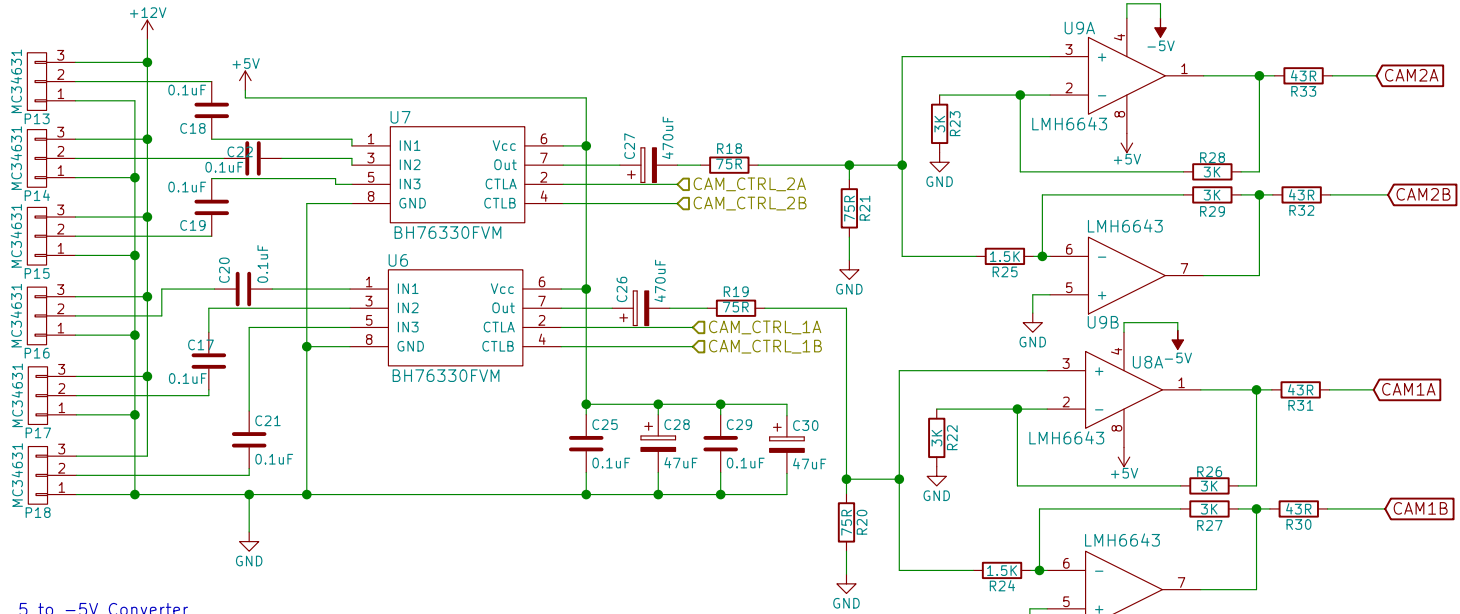 +12V
MC34631
3
2
1
P13
MC34631
3
2
1
P14
MC34631
3
2
1
P15
MC34631
3
2
1
P16
MC34631
3
2
1
P17
MC34631
3
2
1
P18
+5V
0.1uF
C18
C22
0.1uF
0.1uF
C19
C20
0.1uF
C17
0.1uF
C21
0.1uF
GND
U7
1 IN1
3 IN2
5 IN3
8 GND
Vcc 6
Out 7
CTLA 2
CTLB 4
BH76330FVM
U6
1 IN1
3 IN2
5 IN3
8 GND
Vcc 6
Out 7
CTLA 2
CTLB 4
BH76330FVM
C27
470uF
+
R18
75R
CAM_CTRL_2A
CAM_CTRL_2B
75R
R21
GND
C26
470uF
+
R19
75R
CAM_CTRL_1A
CAM_CTRL_1B
C25
0.1uF
+
C28
47uF
C29
0.1uF
+
C30
47uF
75R
R20
GND
U9A
4
-5V
3 +
2 −
1
8
+5V
LMH6643
3K
R23
GND
R28
3K
43R
R33
CAM2A
3K
R29
43R
R32
CAM2B
LMH6643
1.5K
R25
6 −
5 +
7
U9B
GND
U8A
4
-5V
3 +
2 −
1
8
+5V
LMH6643
3K
R22
GND
R26
3K
43R
R31
CAM1A
3K
R27
43R
R30
CAM1B
LMH6643
1.5K
R24
6 −
5 +
7
5 to -5V Converter